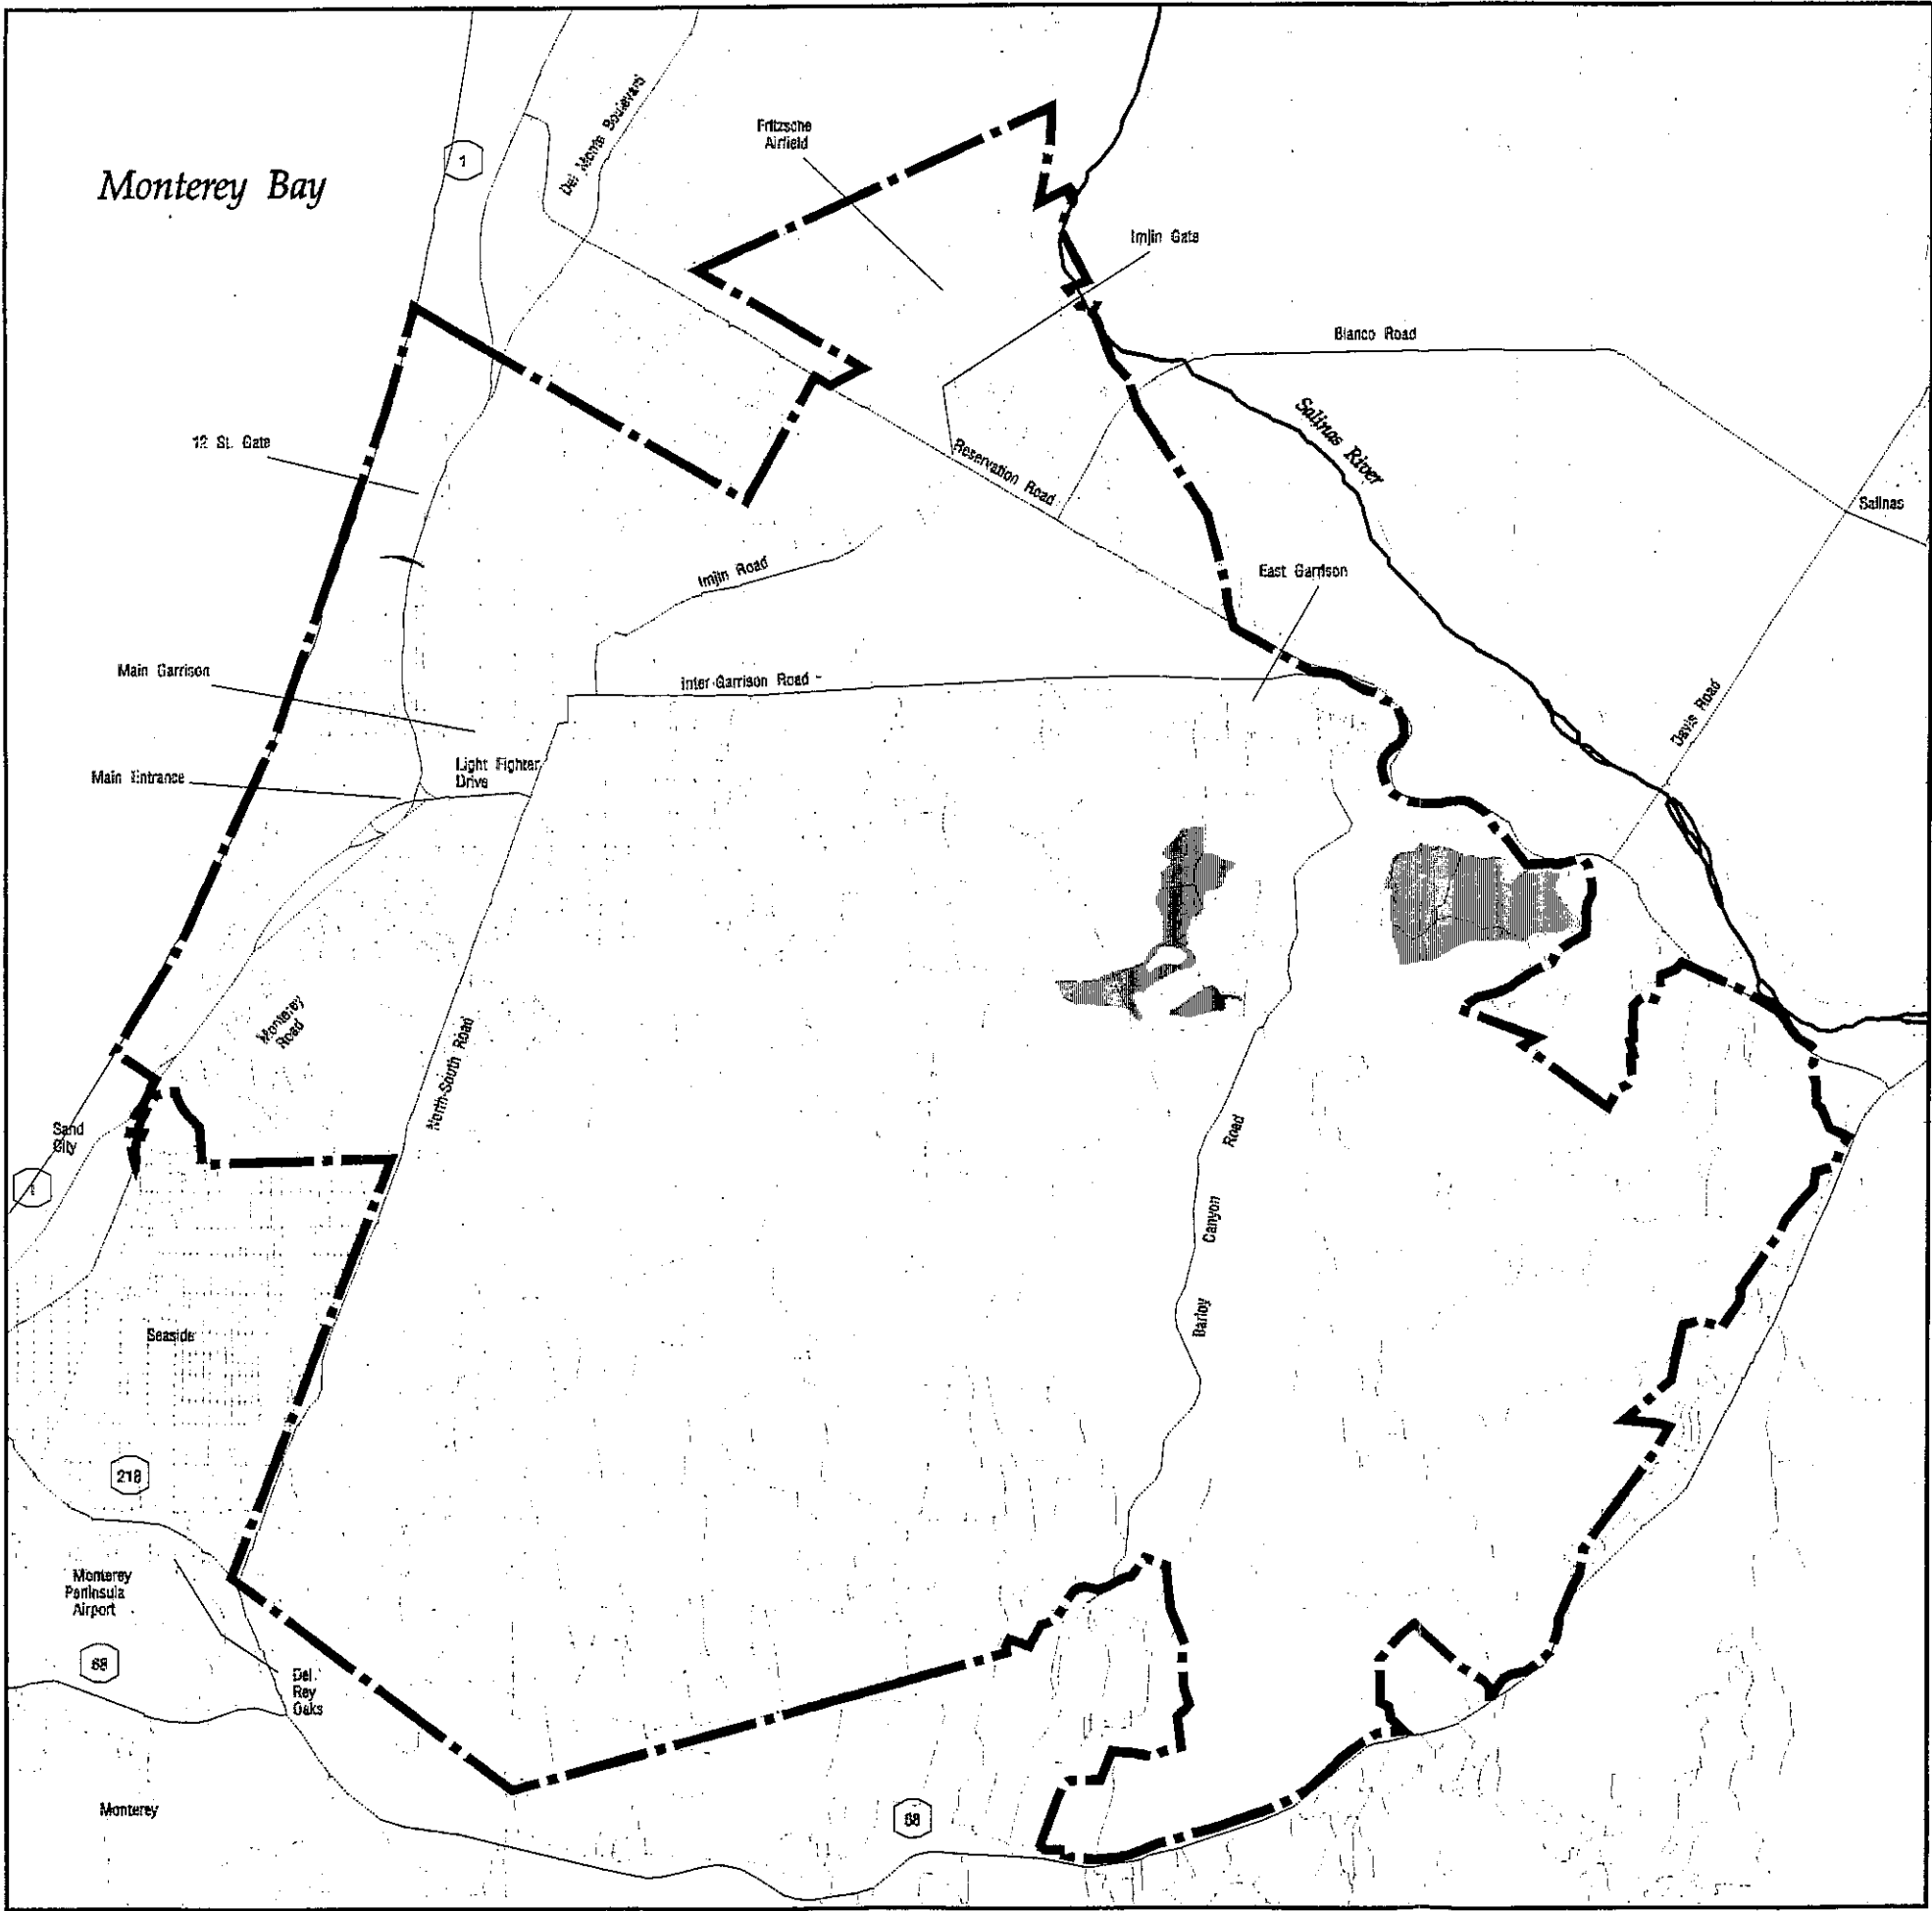 Monterey Bay
1
Del Monte Boulevard
Fritzsche
Airfield
Imjin Gate
Blanco Road
12 St. Gate
Salinas River
Reservation Road
Salinas
Imjin Road
East Garrison
Main Garrison
Inter-Garrison Road
Davis Road
Light Fighter
Drive
Main Entrance
Monterey
Road
North-South Road
Sand
City
1
Road
Canyon
Barloy
Seaside
218
Monterey
Peninsula
Airport
68
Del
Rey
Oaks
Monterey
68